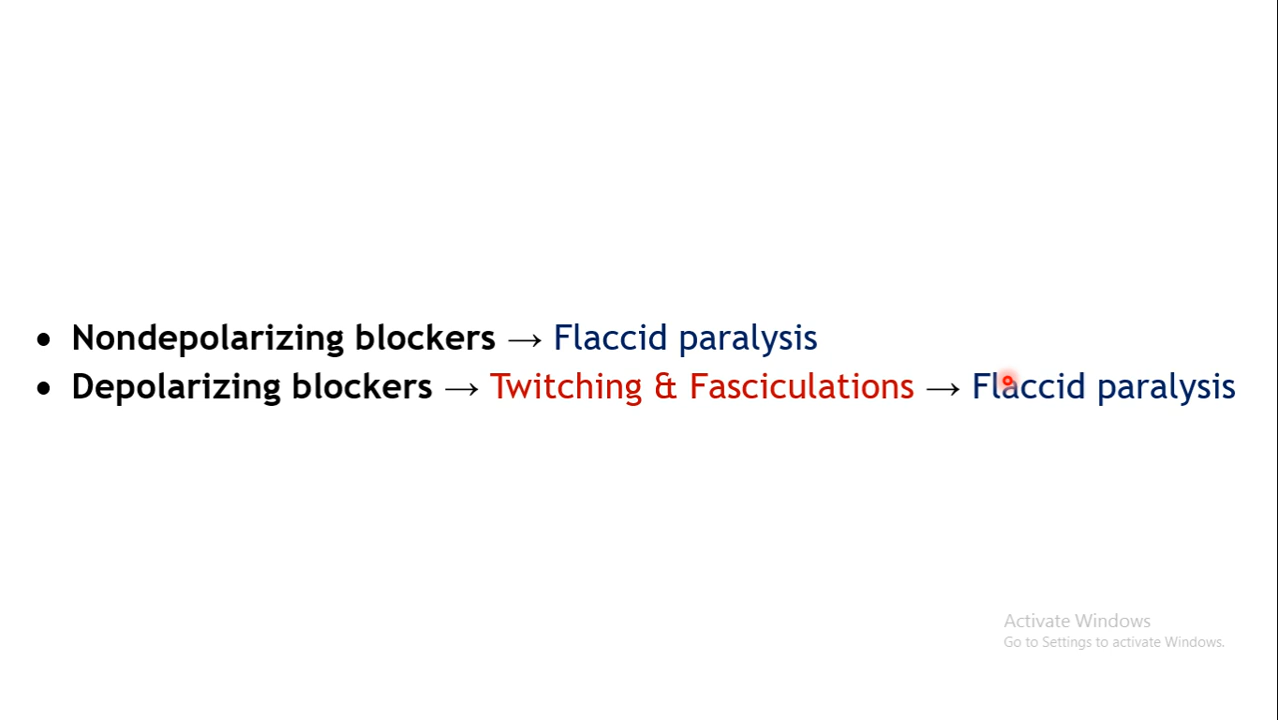 • Nondepolarizing blockers → Flaccid paralysis
• Depolarizing blockers → Twitching & Fasciculations → Flaccid paralysis
Activate Windows
Go to Settings to activate Windows.